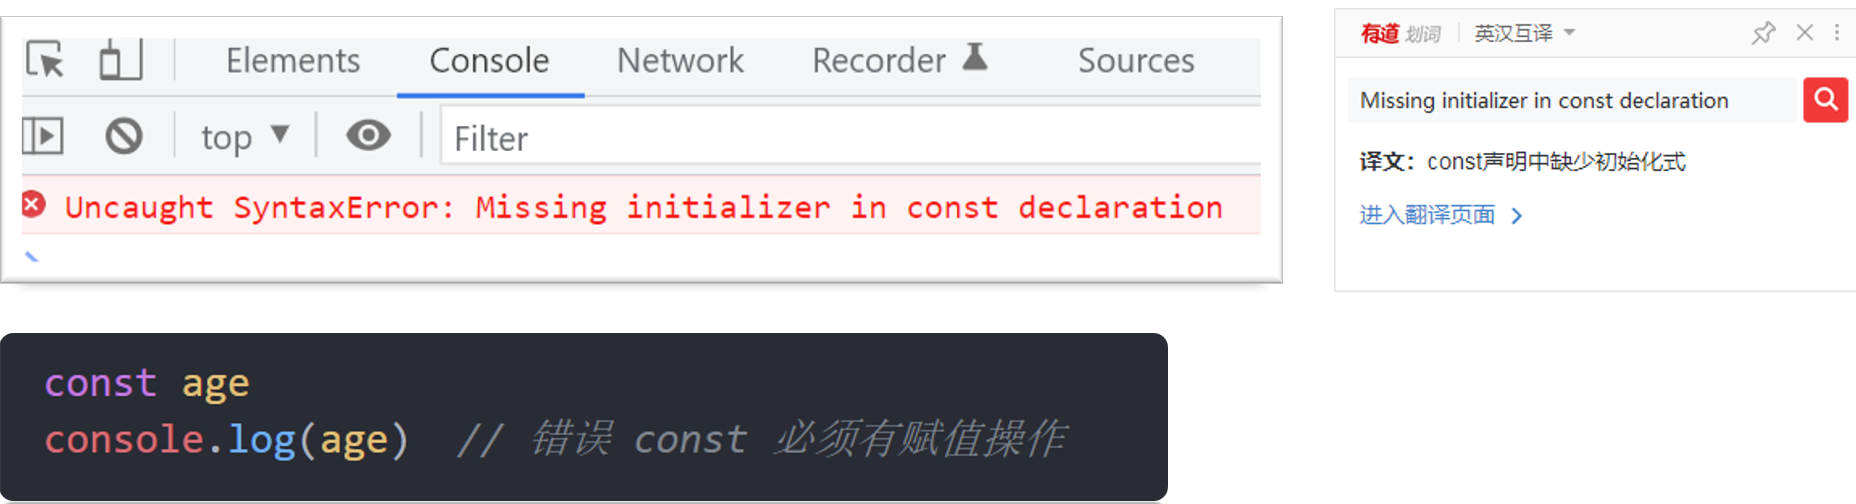 Elements Console Network Recorder Sources
top Filter
Uncaught SyntaxError: Missing initializer in const declaration
有道 划词 英汉互译
Missing initializer in const declaration
译文：const声明中缺少初始化式
进入翻译页面
const age
console.log(age) // 错误 const 必须有赋值操作